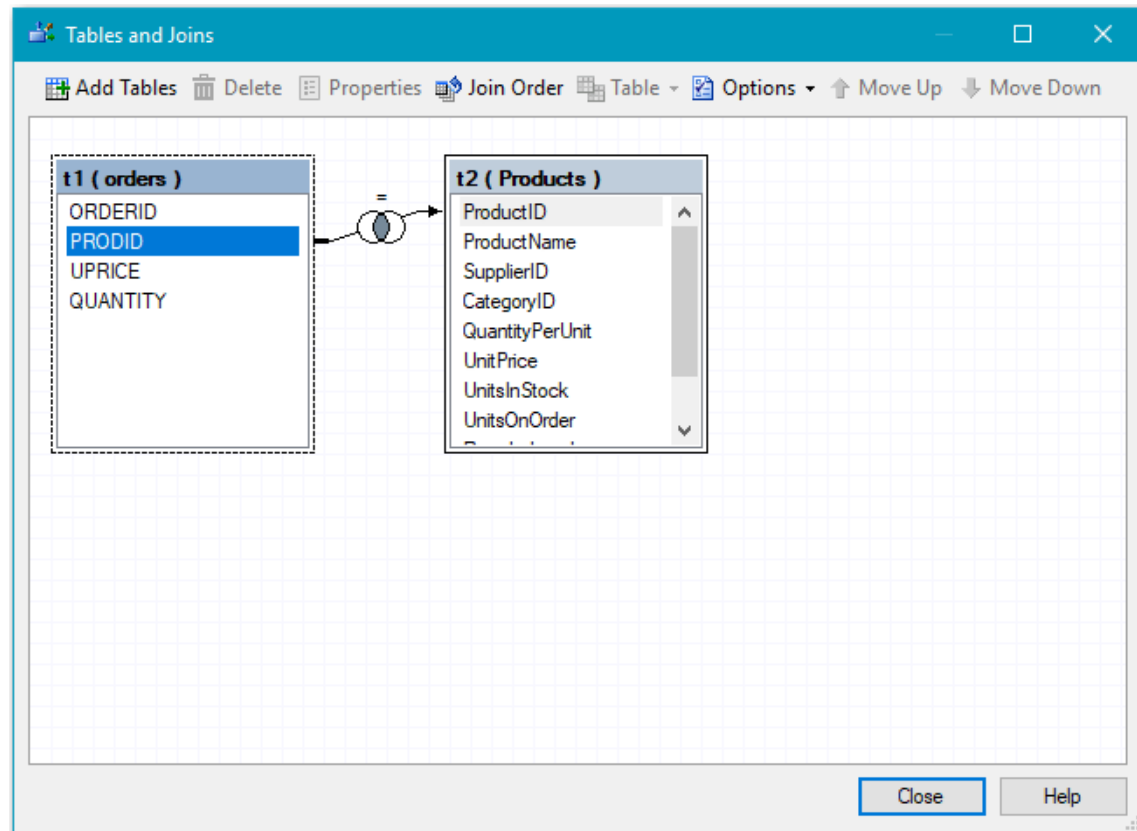 Tables and Joins
Add Tables Delete Properties Join Order Table Options Move Up Move Down
t1 ( orders )
ORDERID
PRODID
UPRICE
QUANTITY
=
t2 ( Products )
ProductID
ProductName
SupplierID
CategoryID
QuantityPerUnit
UnitPrice
UnitsInStock
UnitsOnOrder
Close Help